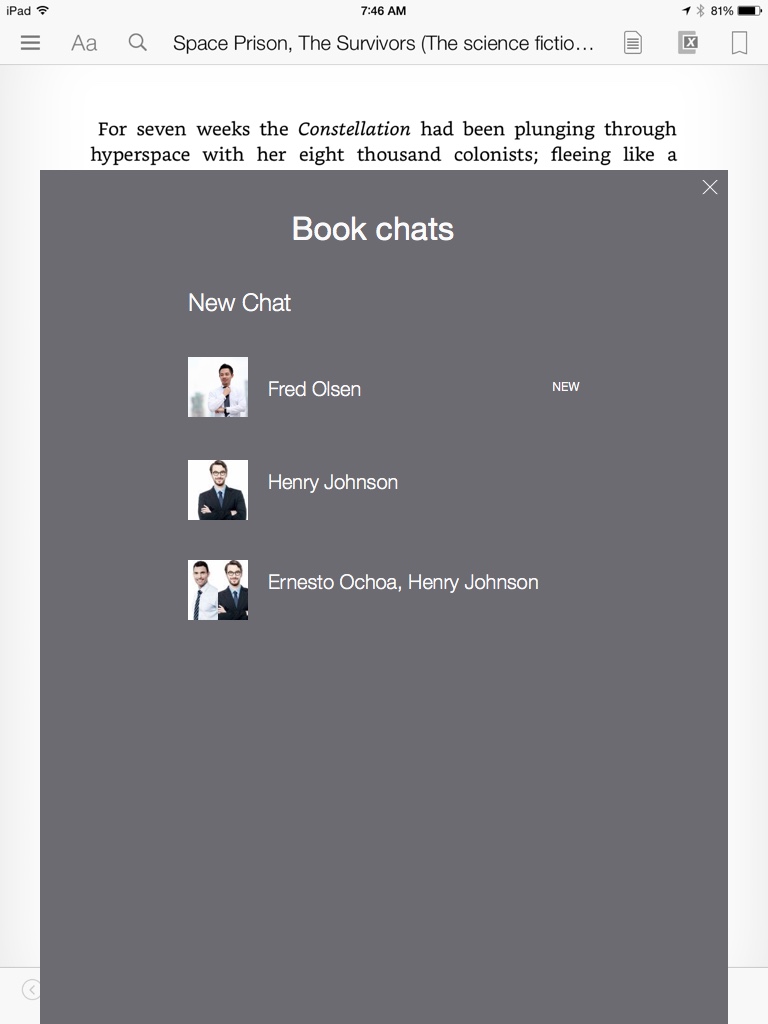 iPad 7:46 AM 81%
Aa Space Prison, The Survivors (The science fictio...
For seven weeks the Constellation had been plunging through
hyperspace with her eight thousand colonists; fleeing like a
Book chats
New Chat
Fred Olsen NEW
Henry Johnson
Ernesto Ochoa, Henry Johnson